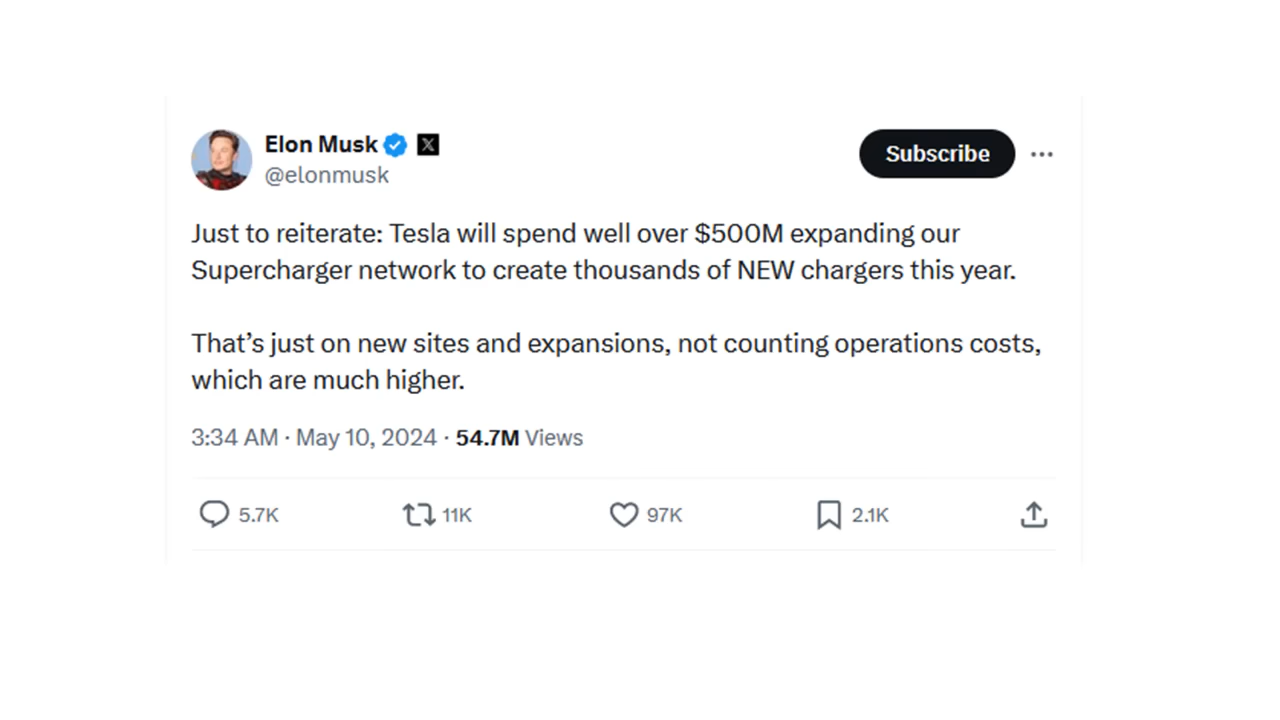 Elon Musk
@elonmusk
Subscribe
Just to reiterate: Tesla will spend well over $500M expanding our
Supercharger network to create thousands of NEW chargers this year.
That’s just on new sites and expansions, not counting operations costs,
which are much higher.
3:34 AM · May 10, 2024 · 54.7M Views
5.7K 11K 97K 2.1K